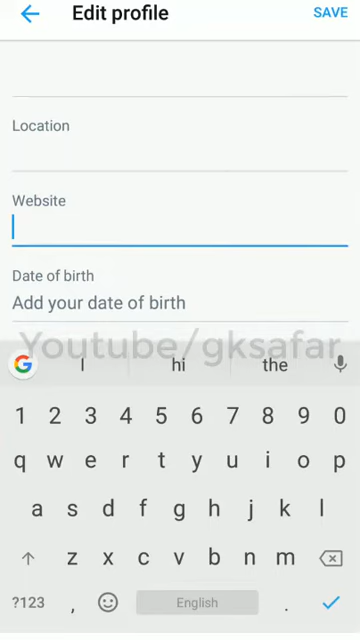 Edit profile SAVE
Location
Website
Date of birth
Add your date of birth
Youtube/gksafar
G I hi the
1 2 3 4 5 6 7 8 9 0
q w e r t y u i o p
a s d f g h j k l
z x c v b n m
?123 , English .